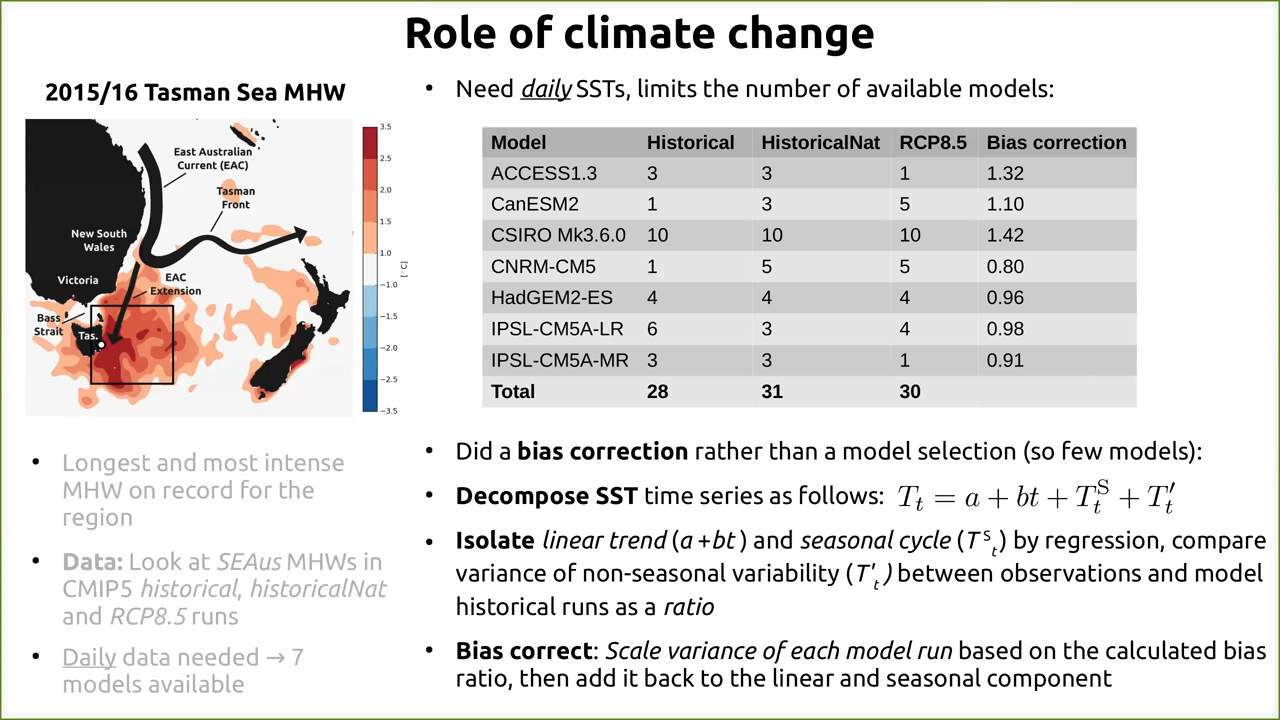 Role of climate change
2015/16 Tasman Sea MHW
East Australian
Current (EAC)
Tasman
Front
New South
Wales
Victoria
EAC
Extension
Bass
Strait
Tas.
3.5
2.5
2.0
1.5
1.0
−1.0
−1.5
−2.0
−2.5
−3.5
[°C]
• Longest and most intense
MHW on record for the
region
• Data: Look at SEAus MHWs in
CMIP5 historical, historicalNat
and RCP8.5 runs
• Daily data needed → 7
models available
• Need daily SSTs, limits the number of available models:
Model Historical HistoricalNat RCP8.5 Bias correction
ACCESS1.3 3 3 1 1.32
CanESM2 1 3 5 1.10
CSIRO Mk3.6.0 10 10 10 1.42
CNRM-CM5 1 5 5 0.80
HadGEM2-ES 4 4 4 0.96
IPSL-CM5A-LR 6 3 4 0.98
IPSL-CM5A-MR 3 3 1 0.91
Total 28 31 30
• Did a bias correction rather than a model selection (so few models):
• Decompose SST time series as follows: T_t = a + bt + T_t^S + T_t′
• Isolate linear trend (a +bt ) and seasonal cycle (T^s_t) by regression, compare
variance of non-seasonal variability (T′_t ) between observations and model
historical runs as a ratio
• Bias correct: Scale variance of each model run based on the calculated bias
ratio, then add it back to the linear and seasonal component